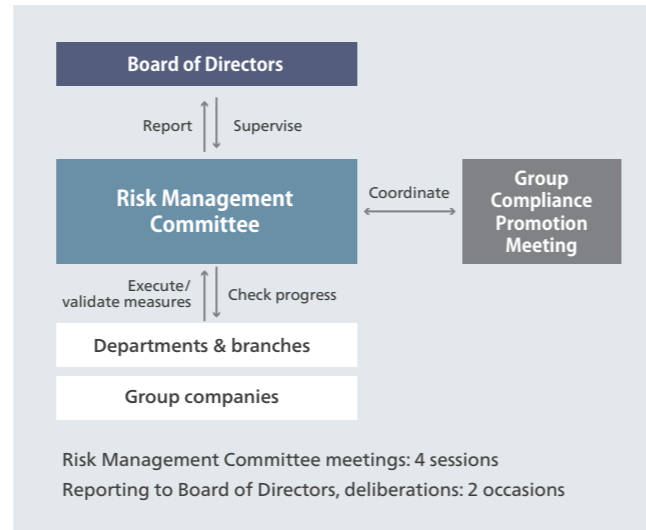 Board of Directors
Report
Supervise
Risk Management
Committee
Coordinate
Group
Compliance
Promotion
Meeting
Execute/
validate measures
Check progress
Departments & branches
Group companies
Risk Management Committee meetings: 4 sessions
Reporting to Board of Directors, deliberations: 2 occasions